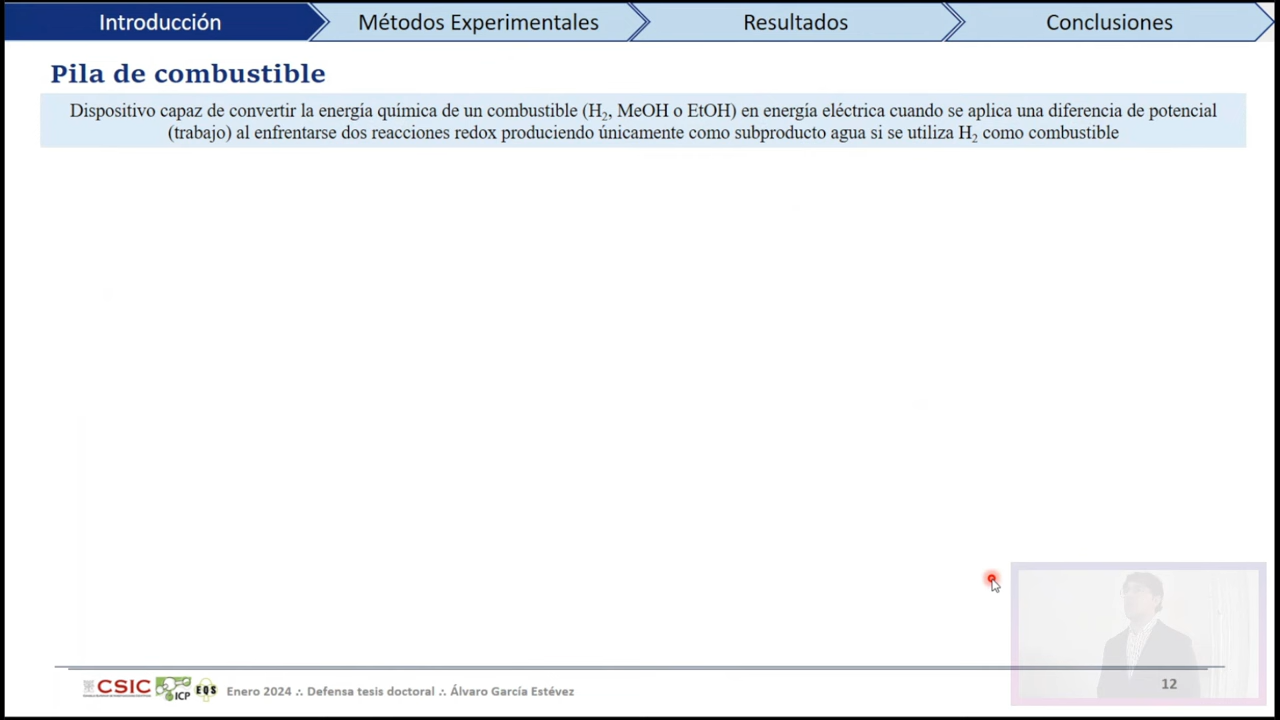 Introducción
Métodos Experimentales
Resultados
Conclusiones
Pila de combustible
Dispositivo capaz de convertir la energía química de un combustible (H₂, MeOH o EtOH) en energía eléctrica cuando se aplica una diferencia de potencial
(trabajo) al enfrentarse dos reacciones redox produciendo únicamente como subproducto agua si se utiliza H₂ como combustible
CSIC
ICP
EQS
Enero 2024 ∴ Defensa tesis doctoral ∴ Álvaro García Estévez
12